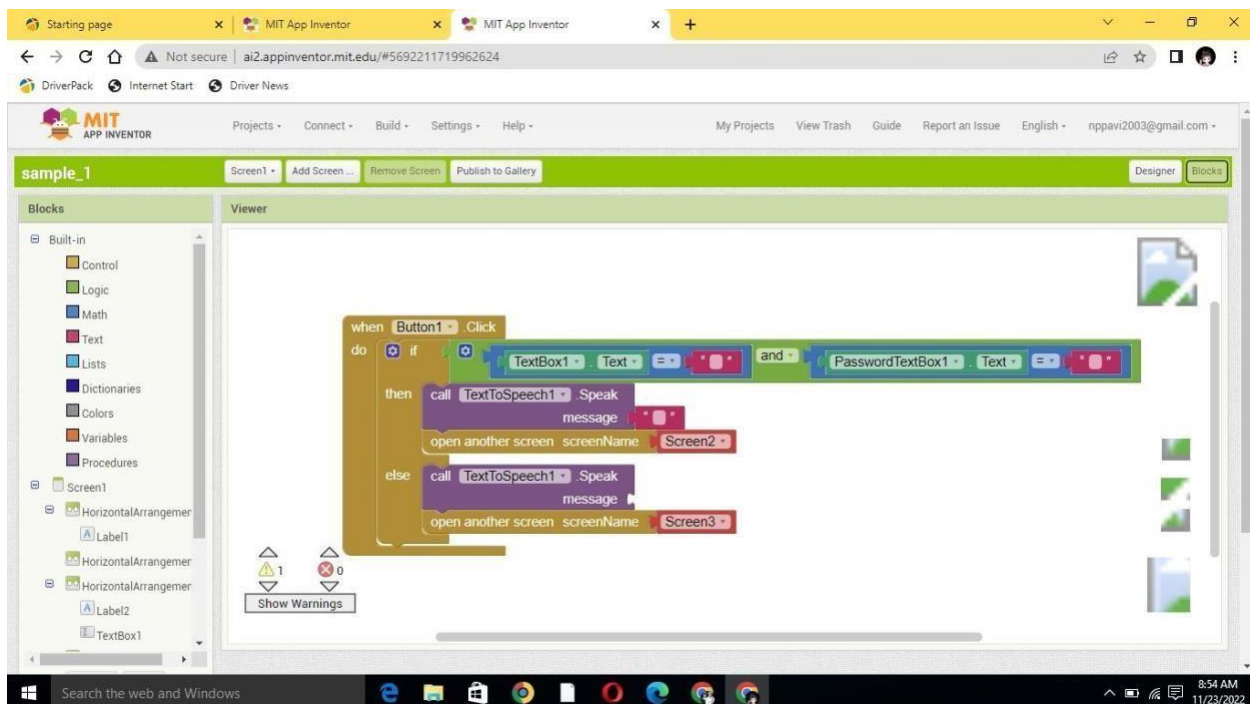 Starting page
MIT App Inventor
MIT App Inventor
Not secure | ai2.appinventor.mit.edu/#5692211719962624
DriverPack Internet Start Driver News
MIT
APP INVENTOR
Projects Connect Build Settings Help My Projects View Trash Guide Report an Issue English nppavi2003@gmail.com
sample_1 Screen1 Add Screen ... Remove Screen Publish to Gallery Designer Blocks
Blocks
Viewer
Built-in
Control
Logic
Math
Text
Lists
Dictionaries
Colors
Variables
Procedures
Screen1
HorizontalArrangemer
Label1
HorizontalArrangemer
HorizontalArrangemer
Label2
TextBox1
when Button1 .Click
do if TextBox1 . Text = " " and PasswordTextBox1 . Text = " "
then call TextToSpeech1 .Speak
message " "
open another screen screenName Screen2
else call TextToSpeech1 .Speak
message
open another screen screenName Screen3
1 0
Show Warnings
Search the web and Windows
8:54 AM
11/23/2022